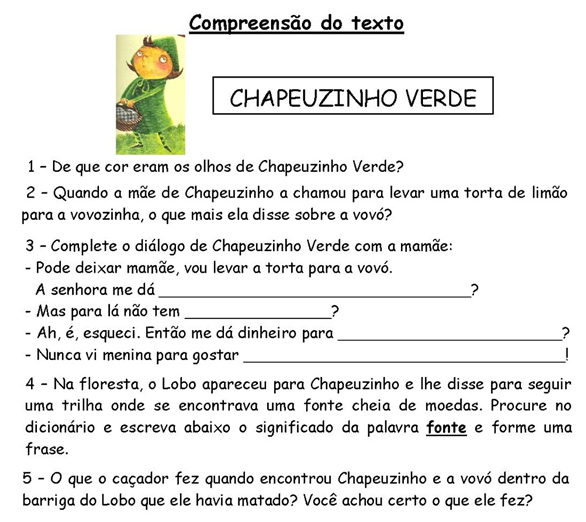 Compreensão do texto
CHAPEUZINHO VERDE
1 – De que cor eram os olhos de Chapeuzinho Verde?
2 – Quando a mãe de Chapeuzinho a chamou para levar uma torta de limão
para a vovozinha, o que mais ela disse sobre a vovó?
3 – Complete o diálogo de Chapeuzinho Verde com a mamãe:
- Pode deixar mamãe, vou levar a torta para a vovó.
A senhora me dá ______________________________________?
- Mas para lá não tem __________________?
- Ah, é, esqueci. Então me dá dinheiro para ___________________________?
- Nunca vi menina para gostar _______________________________________!
4 – Na floresta, o Lobo apareceu para Chapeuzinho e lhe disse para seguir
uma trilha onde se encontrava uma fonte cheia de moedas. Procure no
dicionário e escreva abaixo o significado da palavra fonte e forme uma
frase.
5 – O que o caçador fez quando encontrou Chapeuzinho e a vovó dentro da
barriga do Lobo que ele havia matado? Você achou certo o que ele fez?